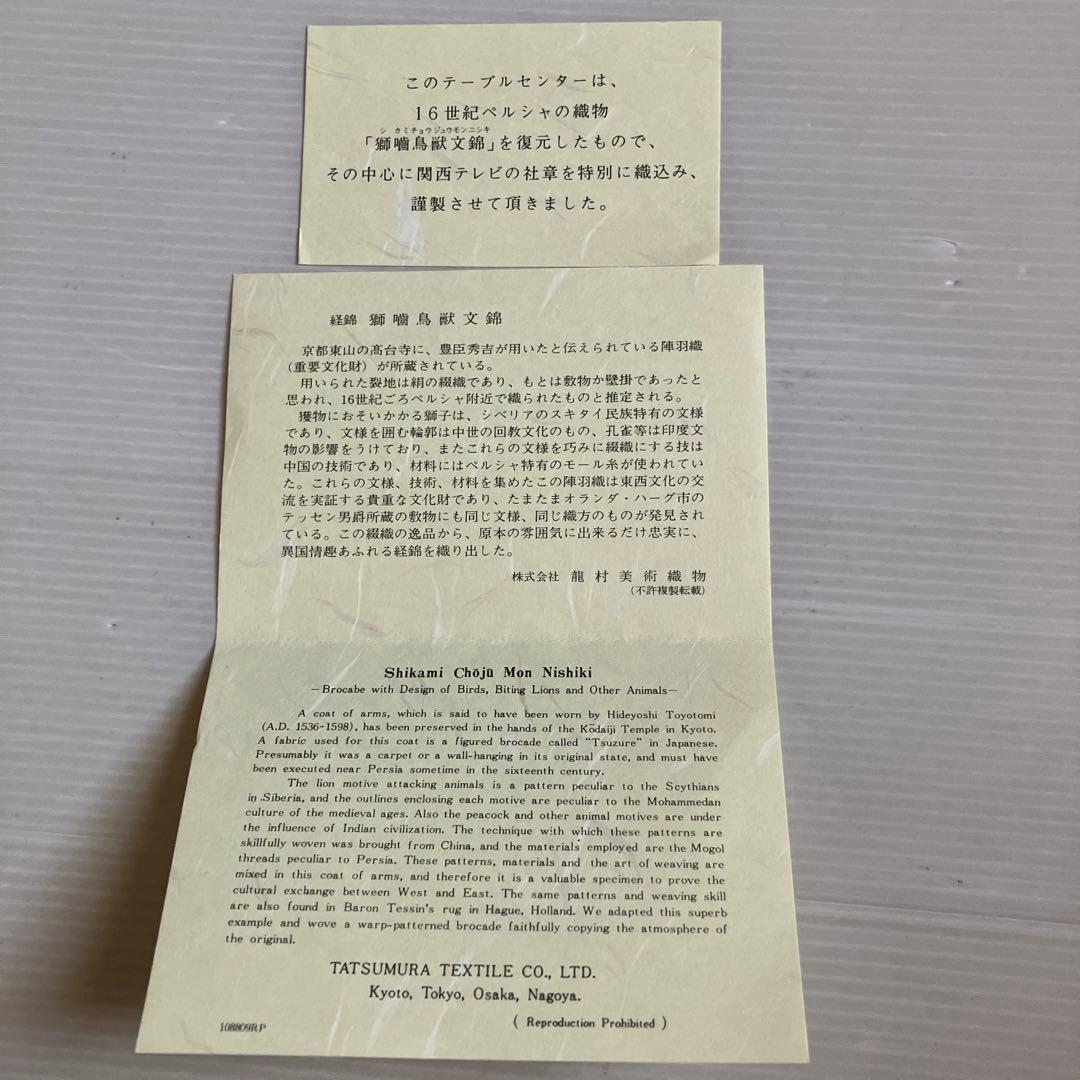 このテーブルセンターは、
16世紀ペルシャの織物
シカミチョウジュウモンニシキ
「獅嚙鳥獣文錦」を復元したもので、
その中心に関西テレビの社章を特別に織込み、
謹製させて頂きました。
経錦 獅嚙鳥獣文錦
京都東山の髙台寺に、豊臣秀吉が用いたと伝えられている陣羽織
(重要文化財)が所蔵されている。
用いられた裂地は絹の綴織であり、もとは敷物か壁掛であったと
思われ、16世紀ごろペルシャ附近で織られたものと推定される。
獲物におそいかかる獅子は、シベリアのスキタイ民族特有の文様
であり、文様を囲む輪郭は中世の回教文化のもの、孔雀等は印度文
物の影響をうけており、またこれらの文様を巧みに綴織にする技は
中国の技術であり、材料にはペルシャ特有のモール糸が使われてい
た。これらの文様、技術、材料を集めたこの陣羽織は東西文化の交
流を実証する貴重な文化財であり、たまたまオランダ・ハーグ市の
テッセン男爵所蔵の敷物にも同じ文様、同じ織方のものが発見され
ている。この綴織の逸品から、原本の雰囲気に出来るだけ忠実に、
異国情趣あふれる経錦を織り出した。
株式会社 龍村美術織物
(不許複製転載)
Shikami Chōjū Mon Nishiki
—Brocabe with Design of Birds, Biting Lions and Other Animals—
A coat of arms, which is said to have been worn by Hideyoshi Toyotomi
(A.D. 1536-1598), has been preserved in the hands of the Kōdaiji Temple in Kyoto.
A fabric used for this coat is a figured brocade called "Tsuzure" in Japanese.
Presumably it was a carpet or a wall-hanging in its original state, and must have
been executed near Persia sometime in the sixteenth century.
The lion motive attacking animals is a pattern peculiar to the Scythians
in Siberia, and the outlines enclosing each motive are peculiar to the Mohammedan
culture of the medieval ages. Also the peacock and other animal motives are under
the influence of Indian civilization. The technique with which these patterns are
skillfully woven was brought from China, and the materials employed are the Mogol
threads peculiar to Persia. These patterns, materials and the art of weaving are
mixed in this coat of arms, and therefore it is a valuable specimen to prove the
cultural exchange between West and East. The same patterns and weaving skill
are also found in Baron Tessin's rug in Hague, Holland. We adapted this superb
example and wove a warp-patterned brocade faithfully copying the atmosphere of
the original.
TATSUMURA TEXTILE CO., LTD.
Kyoto, Tokyo, Osaka, Nagoya.
( Reproduction Prohibited )
108809R.P